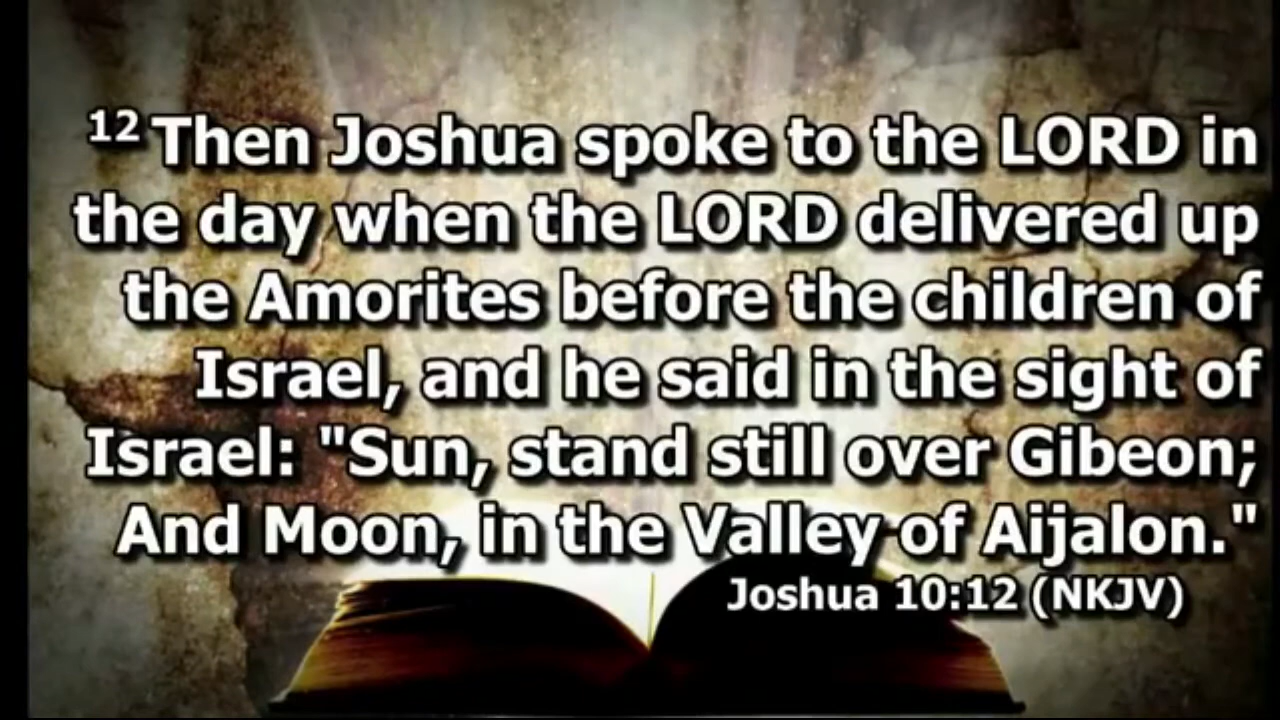 12 Then Joshua spoke to the LORD in
the day when the LORD delivered up
the Amorites before the children of
Israel, and he said in the sight of
Israel: "Sun, stand still over Gibeon;
And Moon, in the Valley of Aijalon."
Joshua 10:12 (NKJV)